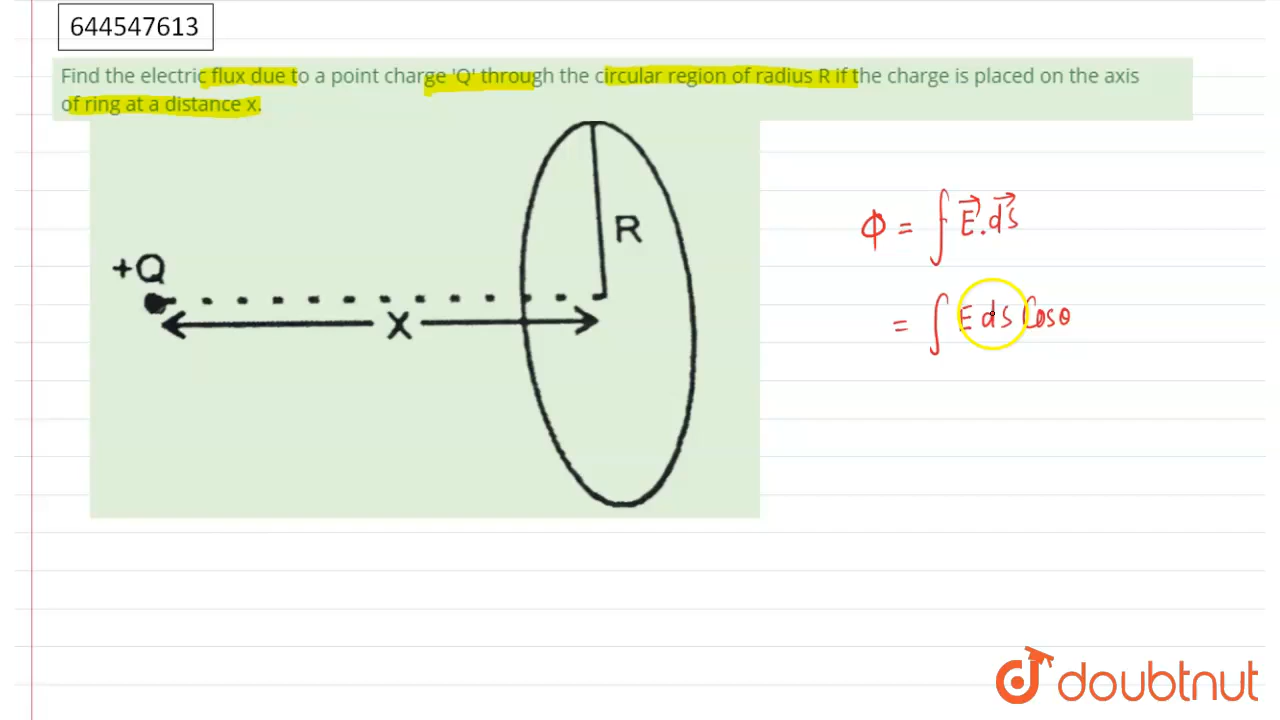 644547613
Find the electric flux due to a point charge 'Q' through the circular region of radius R if the charge is placed on the axis
of ring at a distance x.
R
+Q
X
Φ = ∫ E⃗.ds⃗
= ∫ E ds Cosθ
doubtnut